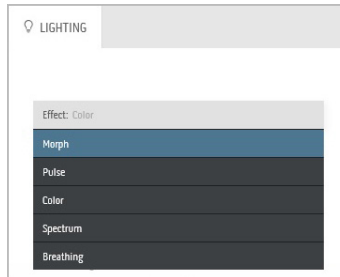 LIGHTING
Effect: Color
Morph
Pulse
Color
Spectrum
Breathing